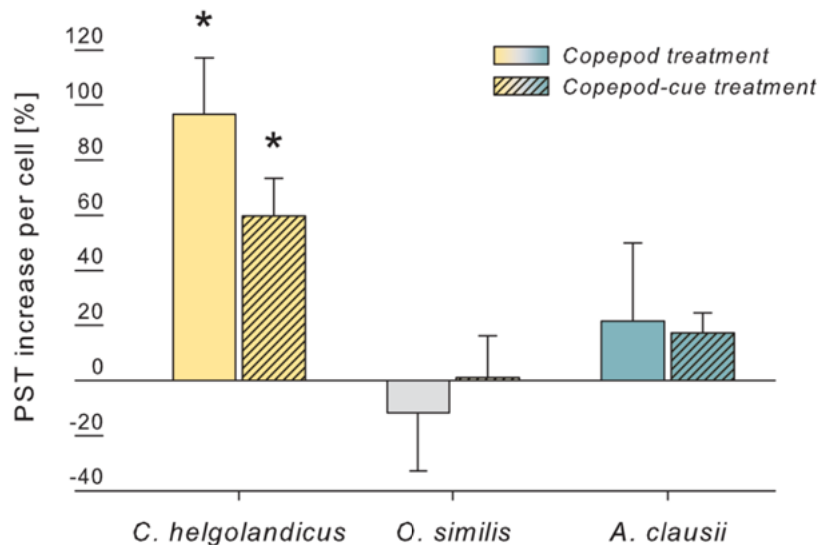 PST increase per cell [%]
120
100
80
60
40
20
0
-20
-40
*
*
Copepod treatment
Copepod-cue treatment
C. helgolandicus
O. similis
A. clausii